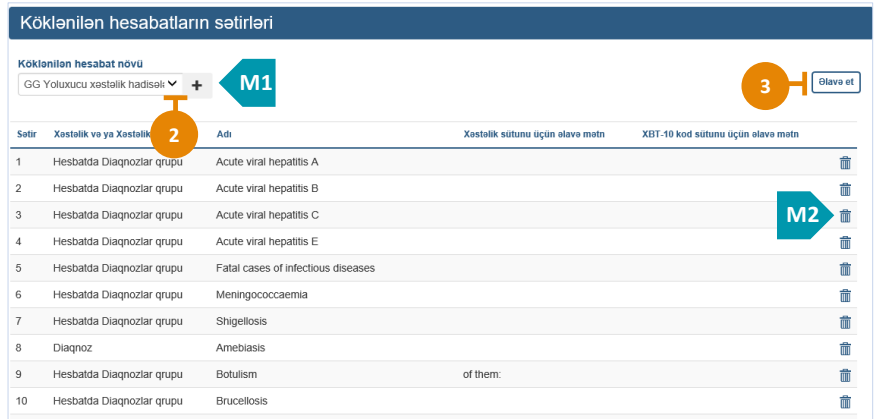 Köklənilən hesabatların sətirləri
Köklənilən hesabat növü
GG Yoluxucu xəstəlik hadisələ
+
M1
3
Əlavə et
2
Sətir Xəstəlik və ya Xəstəlik Adı Xəstəlik sütunu üçün əlavə mətn XBT-10 kod sütunu üçün əlavə mətn
1 Hesbatda Diaqnozlar qrupu Acute viral hepatitis A
2 Hesbatda Diaqnozlar qrupu Acute viral hepatitis B
3 Hesbatda Diaqnozlar qrupu Acute viral hepatitis C
M2
4 Hesbatda Diaqnozlar qrupu Acute viral hepatitis E
5 Hesbatda Diaqnozlar qrupu Fatal cases of infectious diseases
6 Hesbatda Diaqnozlar qrupu Meningococcaemia
7 Hesbatda Diaqnozlar qrupu Shigellosis
8 Diaqnoz Amebiasis
9 Hesbatda Diaqnozlar qrupu Botulism of them:
10 Hesbatda Diaqnozlar qrupu Brucellosis